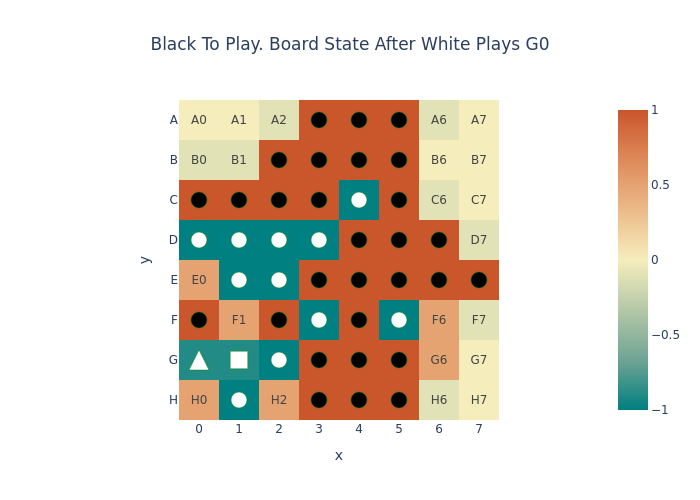 Black To Play. Board State After White Plays G0
A A0 A1 A2 A6 A7 1
B B0 B1 B6 B7
C C6 C7 0.5
D D7
y E E0 0
F F1 F6 F7 −0.5
G G6 G7
H H0 H2 H6 H7 −1
0 1 2 3 4 5 6 7
x